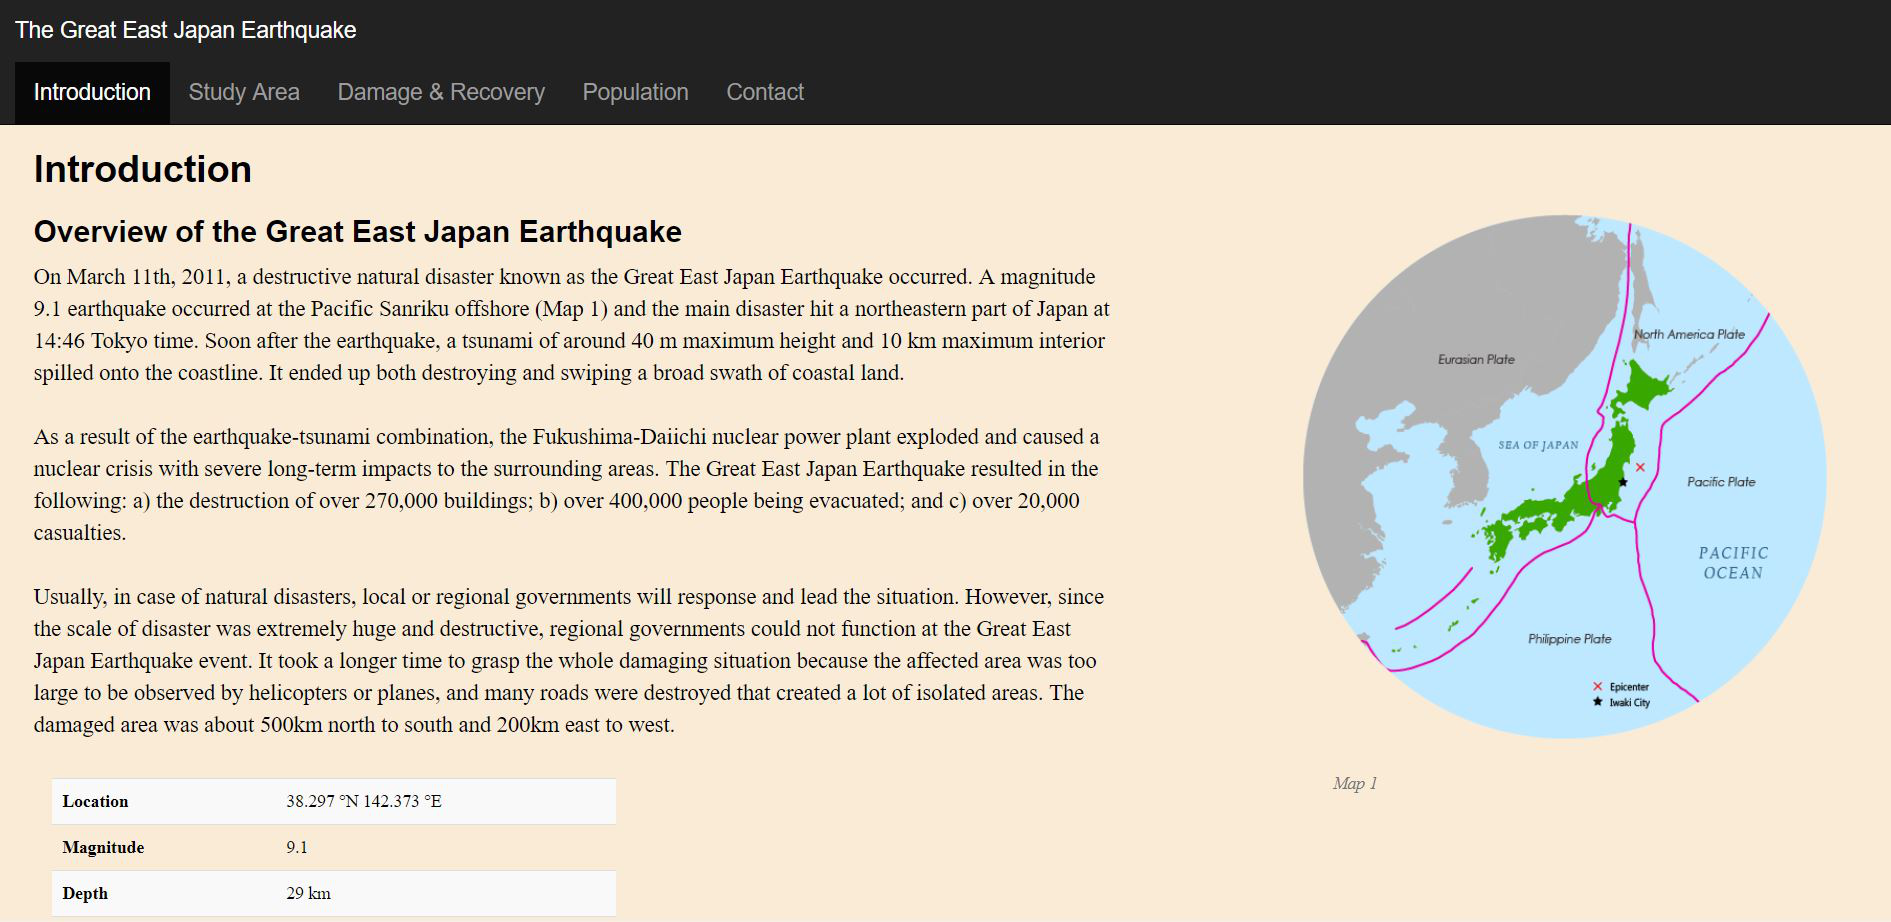 The Great East Japan Earthquake
Introduction Study Area Damage & Recovery Population Contact
Introduction
Overview of the Great East Japan Earthquake
On March 11th, 2011, a destructive natural disaster known as the Great East Japan Earthquake occurred. A magnitude
9.1 earthquake occurred at the Pacific Sanriku offshore (Map 1) and the main disaster hit a northeastern part of Japan at
14:46 Tokyo time. Soon after the earthquake, a tsunami of around 40 m maximum height and 10 km maximum interior
spilled onto the coastline. It ended up both destroying and swiping a broad swath of coastal land.
As a result of the earthquake-tsunami combination, the Fukushima-Daiichi nuclear power plant exploded and caused a
nuclear crisis with severe long-term impacts to the surrounding areas. The Great East Japan Earthquake resulted in the
following: a) the destruction of over 270,000 buildings; b) over 400,000 people being evacuated; and c) over 20,000
casualties.
Usually, in case of natural disasters, local or regional governments will response and lead the situation. However, since
the scale of disaster was extremely huge and destructive, regional governments could not function at the Great East
Japan Earthquake event. It took a longer time to grasp the whole damaging situation because the affected area was too
large to be observed by helicopters or planes, and many roads were destroyed that created a lot of isolated areas. The
damaged area was about 500km north to south and 200km east to west.
Location 38.297 °N 142.373 °E
Magnitude 9.1
Depth 29 km
North America Plate
Eurasian Plate
SEA OF JAPAN
Pacific Plate
PACIFIC
OCEAN
Philippine Plate
Epicenter
Iwaki City
Map 1